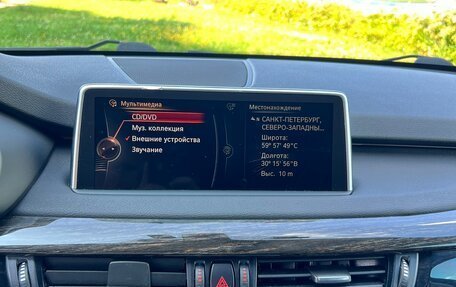 Мультимедиа
CD/DVD
Муз. коллекция
Внешние устройства
Звучание
Местонахождение
САНКТ-ПЕТЕРБУРГ,
СЕВЕРО-ЗАПАДНЫ...
Широта:
59° 57' 49"С
Долгота:
30° 15' 56"В
Выс. 10 m